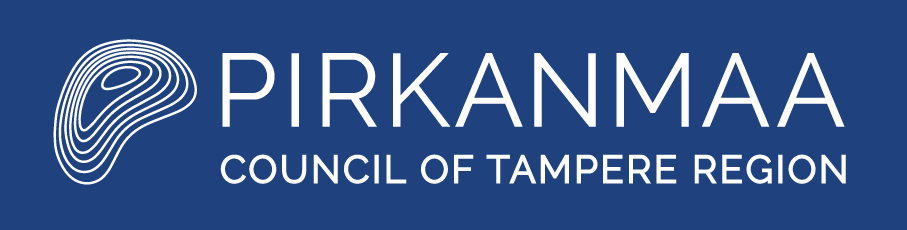 PIRKANMAA
COUNCIL OF TAMPERE REGION